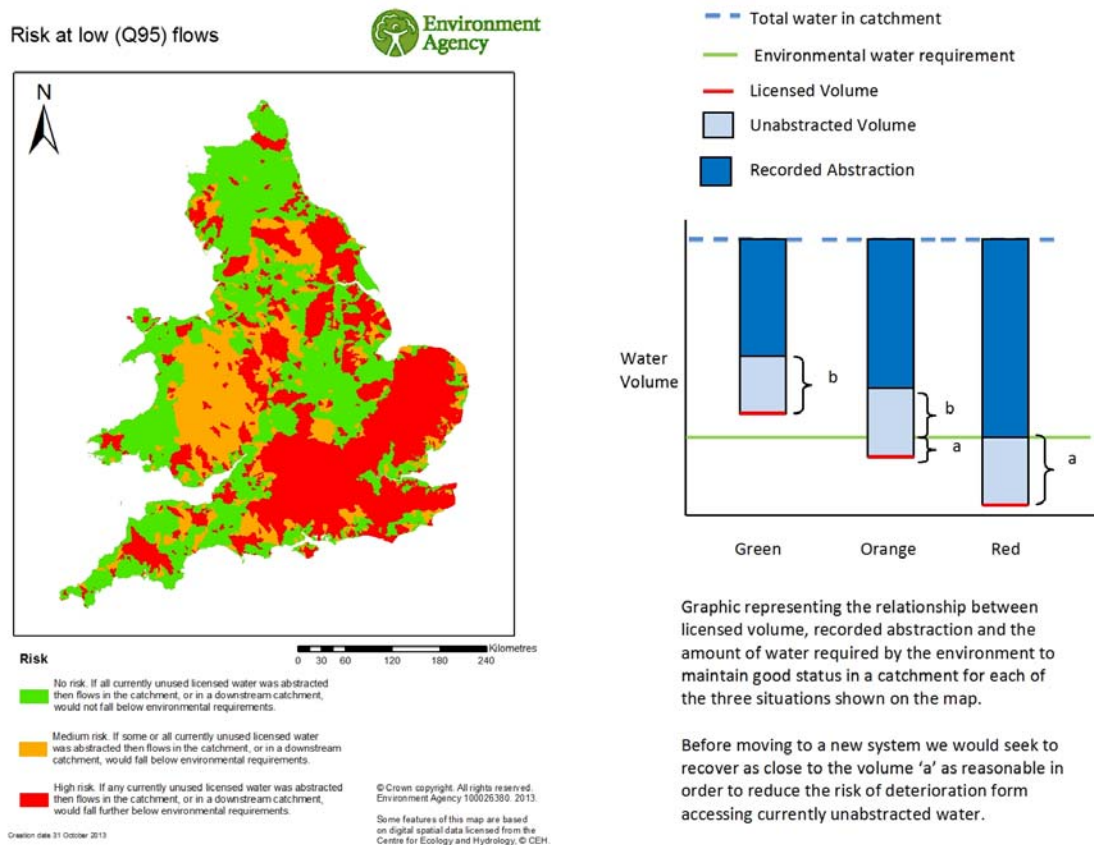 Risk at low (Q95) flows
Environment
Agency
N
Kilometres
0 30 60 120 180 240
Risk
No risk. If all currently unused licensed water was abstracted
then flows in the catchment, or in a downstream catchment,
would not fall below environmental requirements.
Medium risk. If some or all currently unused licensed water
was abstracted then flows in the catchment, or in a downstream
catchment, would fall below environmental requirements.
High risk. If any currently unused licensed water was abstracted
then flows in the catchment, or in a downstream catchment,
would fall further below environmental requirements.
Creation date 31 October 2013
© Crown copyright. All rights reserved.
Environment Agency 100026380. 2013.
Some features of this map are based
on digital spatial data licensed from the
Centre for Ecology and Hydrology, © CEH.
Total water in catchment
Environmental water requirement
Licensed Volume
Unabstracted Volume
Recorded Abstraction
Water
Volume
b
b
a
a
Green
Orange
Red
Graphic representing the relationship between
licensed volume, recorded abstraction and the
amount of water required by the environment to
maintain good status in a catchment for each of
the three situations shown on the map.
Before moving to a new system we would seek to
recover as close to the volume ‘a’ as reasonable in
order to reduce the risk of deterioration form
accessing currently unabstracted water.